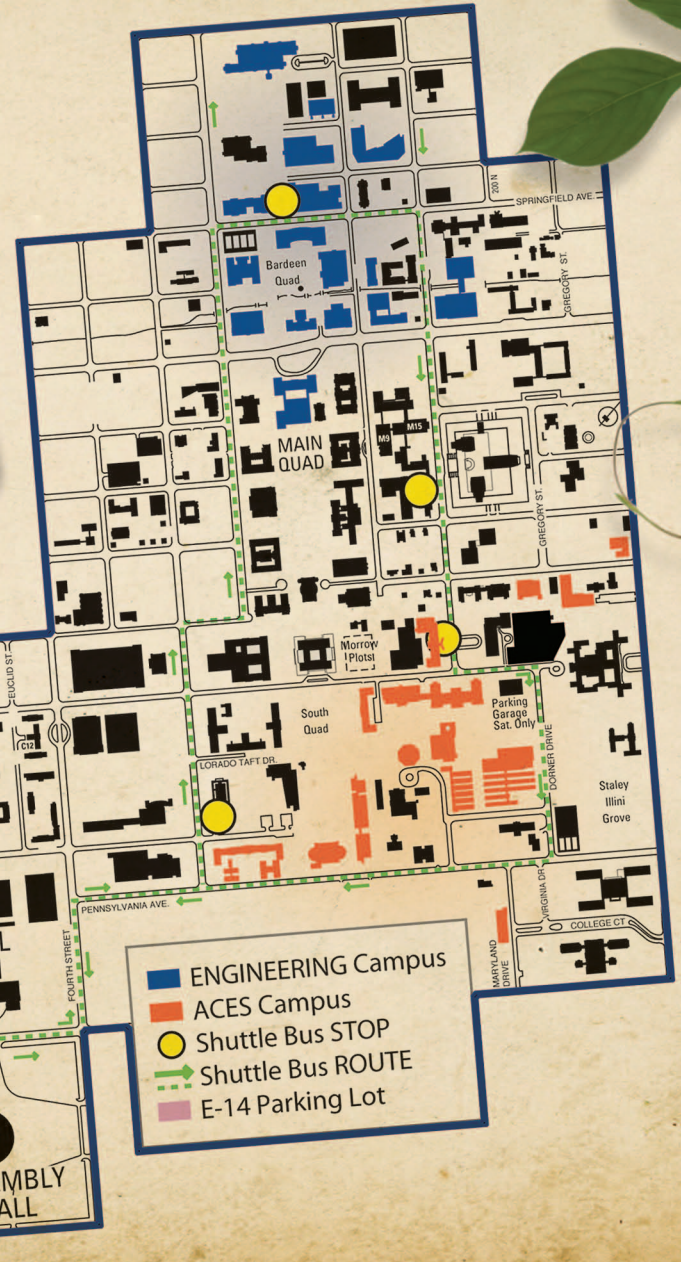 200 N
SPRINGFIELD AVE.
Bardeen
Quad
GREGORY ST.
MAIN
QUAD
M15
M9
GREGORY ST.
Morrow
Plots
EUCLID ST.
C12
South
Quad
Parking
Garage
Sat. Only
LORADO TAFT DR.
DORNER DRIVE
Staley
Illini
Grove
VIRGINIA DR.
PENNSYLVANIA AVE.
COLLEGE CT
FOURTH STREET
MARYLAND
DRIVE
ENGINEERING Campus
ACES Campus
Shuttle Bus STOP
Shuttle Bus ROUTE
E-14 Parking Lot
MBLY
ALL